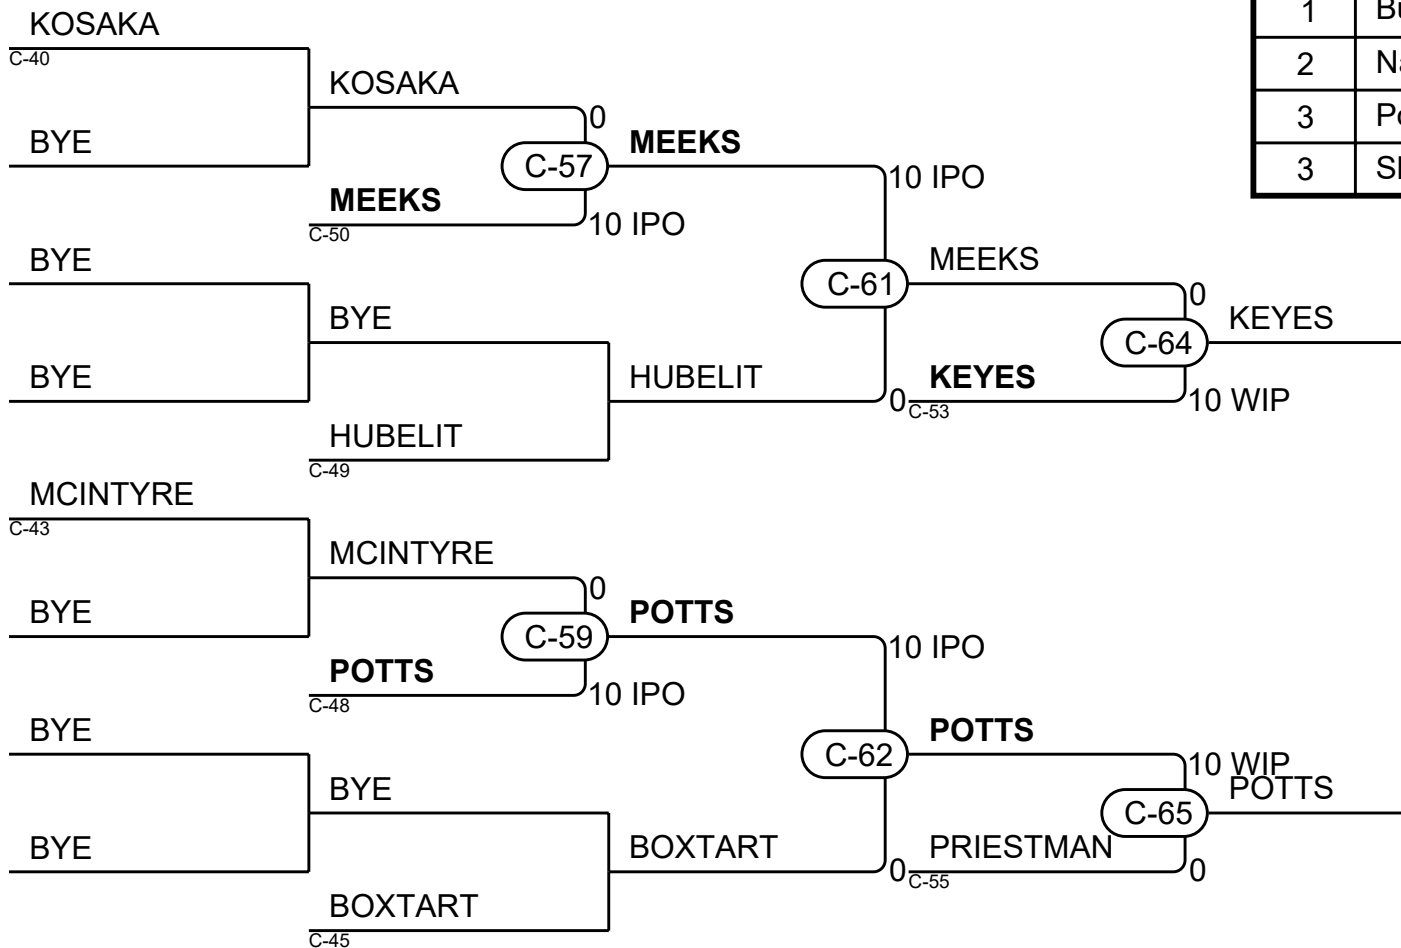 KOSAKA
C-40
BYE
BYE
BYE
MCINTYRE
C-43
BYE
BYE
BYE
KOSAKA
0
C-57
MEEKS
C-50
10 IPO
BYE
HUBELIT
C-49
MCINTYRE
0
C-59
POTTS
C-48
10 IPO
BYE
BOXTART
C-45
MEEKS
10 IPO
C-61
HUBELIT
0
POTTS
10 IPO
C-62
BOXTART
0
MEEKS
0
C-64
KEYES
C-53
10 WIP
POTTS
10 WIP
C-65
PRIESTMAN
C-55
0
KEYES
POTTS
1
2
3
3